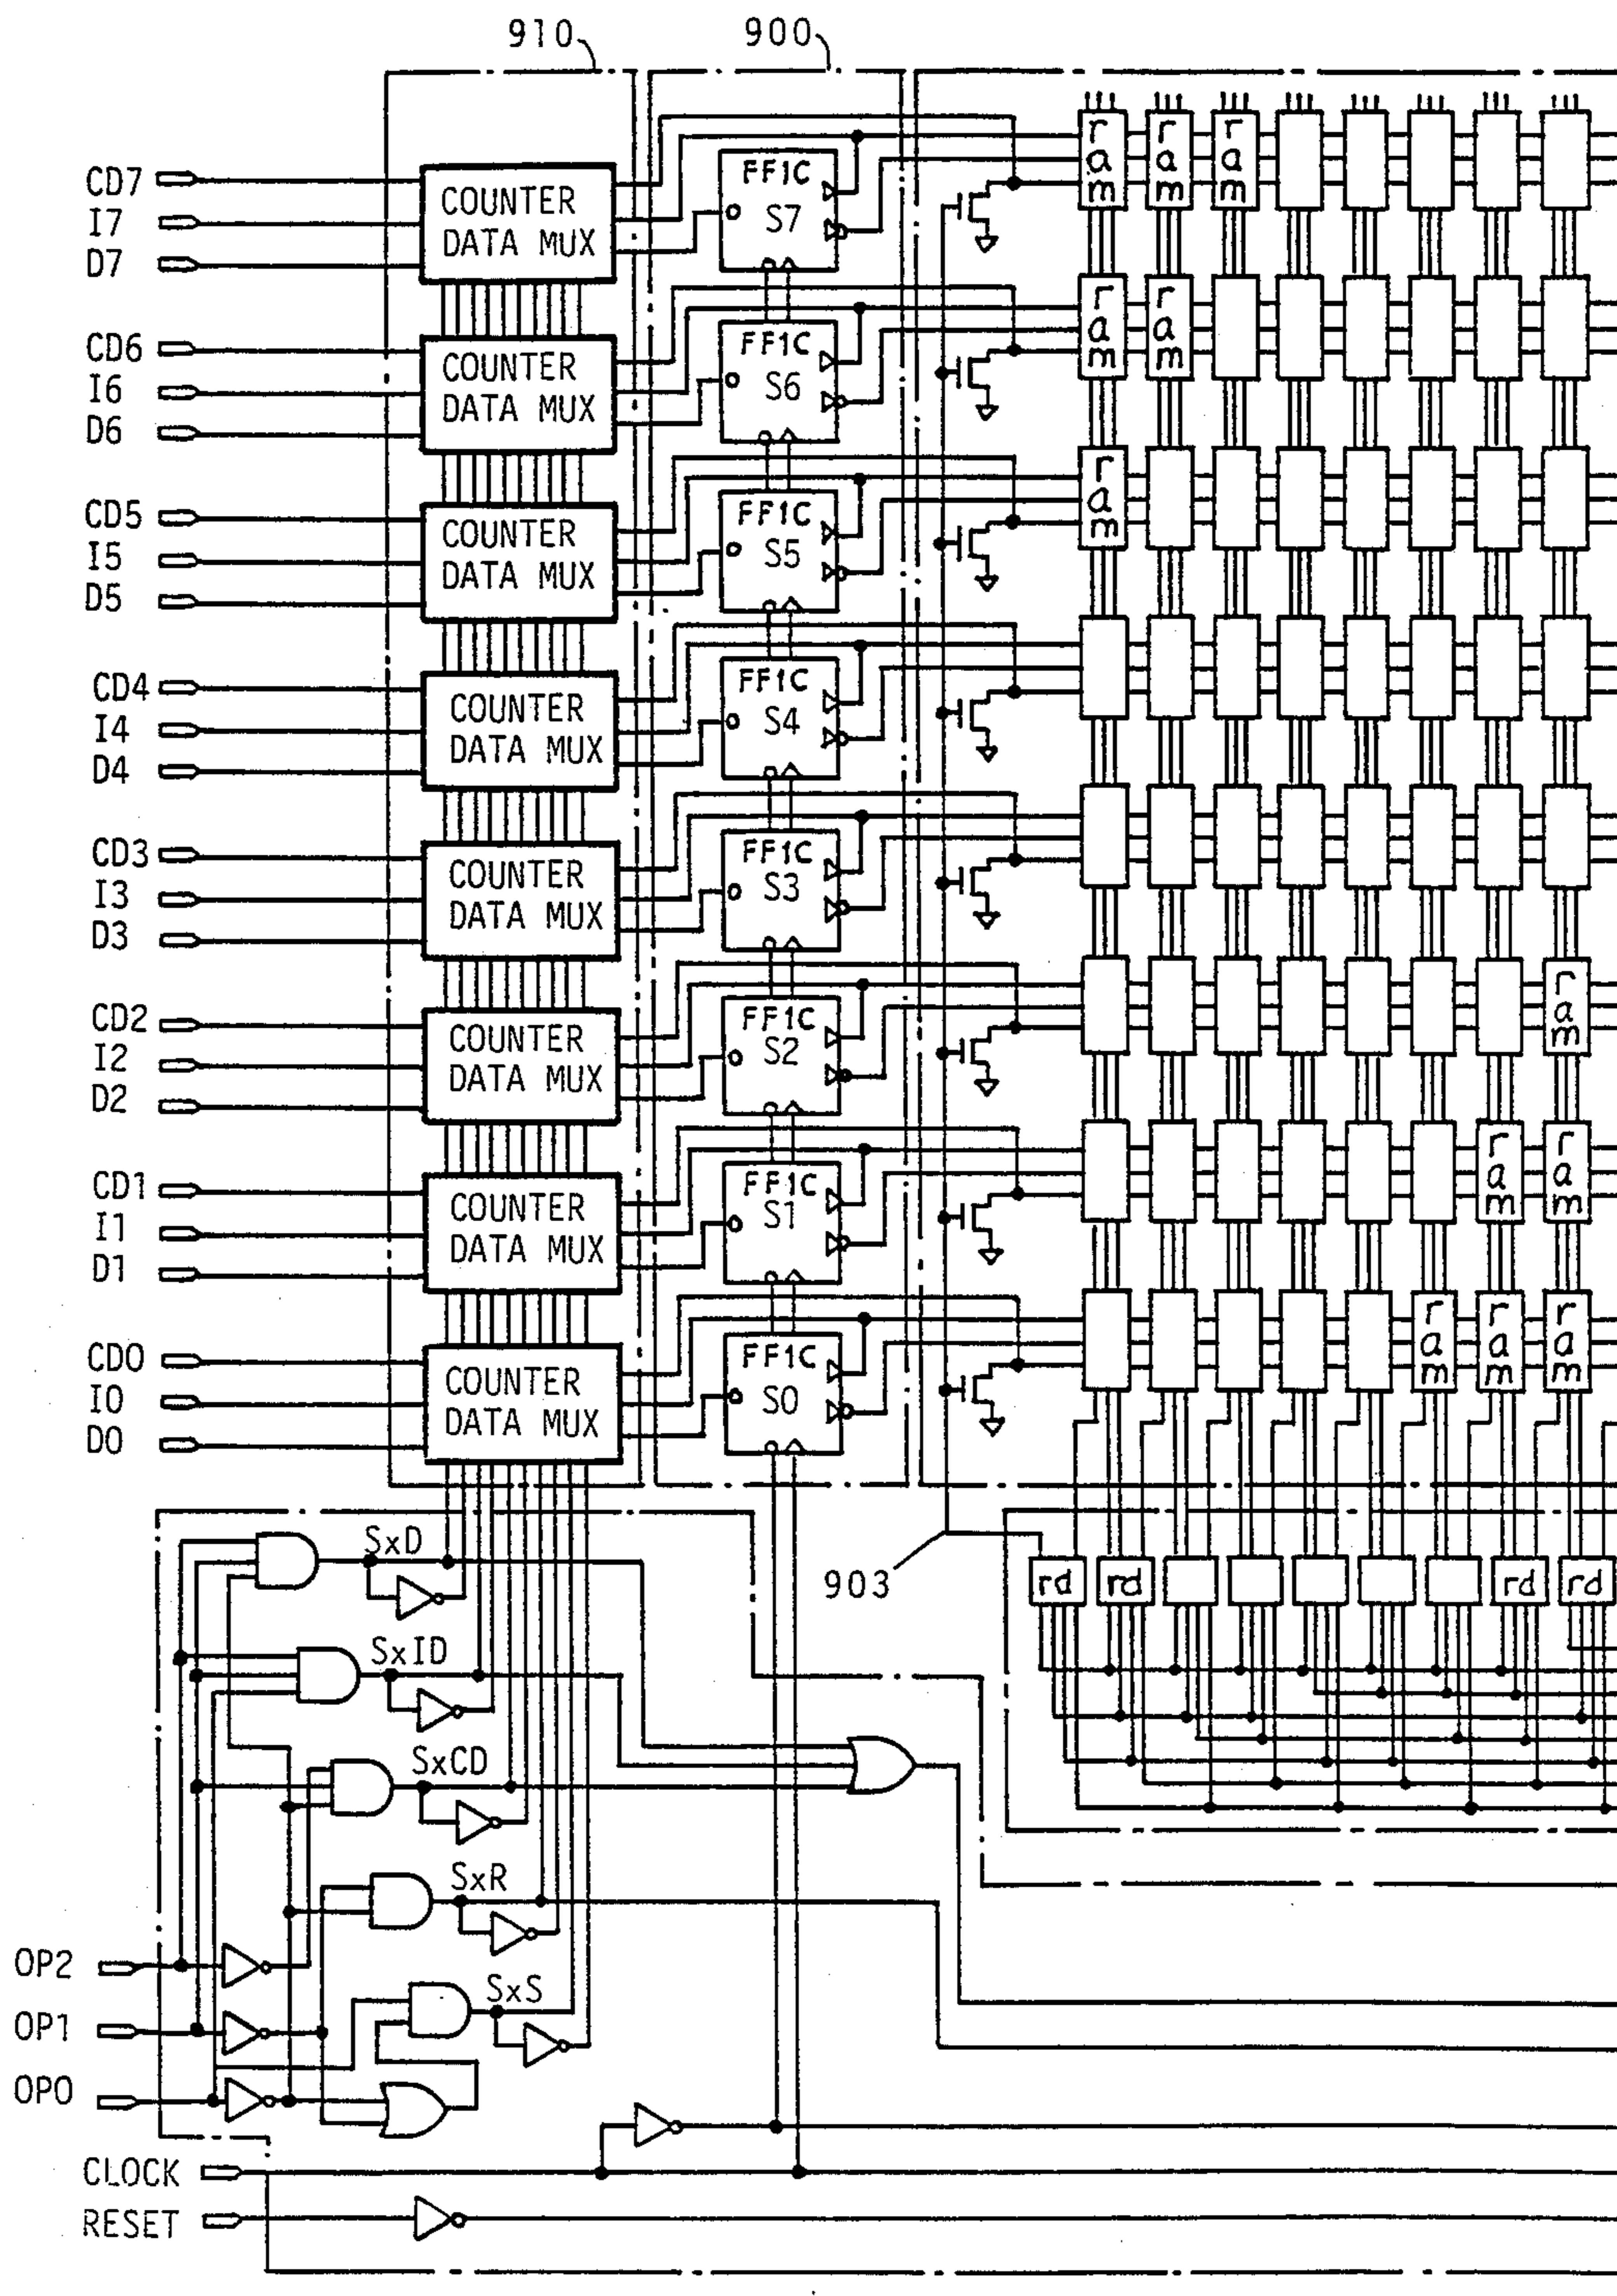 910 900
CD7
I7
D7
COUNTER
DATA MUX
FF1C
S7
ram ram ram
CD6
I6
D6
COUNTER
DATA MUX
FF1C
S6
ram ram
CD5
I5
D5
COUNTER
DATA MUX
FF1C
S5
ram
CD4
I4
D4
COUNTER
DATA MUX
FF1C
S4
CD3
I3
D3
COUNTER
DATA MUX
FF1C
S3
CD2
I2
D2
COUNTER
DATA MUX
FF1C
S2
ram
CD1
I1
D1
COUNTER
DATA MUX
FF1C
S1
ram ram
CD0
I0
D0
COUNTER
DATA MUX
FF1C
S0
ram ram ram
SxD
903
rd rd rd rd
SxID
SxCD
SxR
OP2
SxS
OP1
OP0
CLOCK
RESET